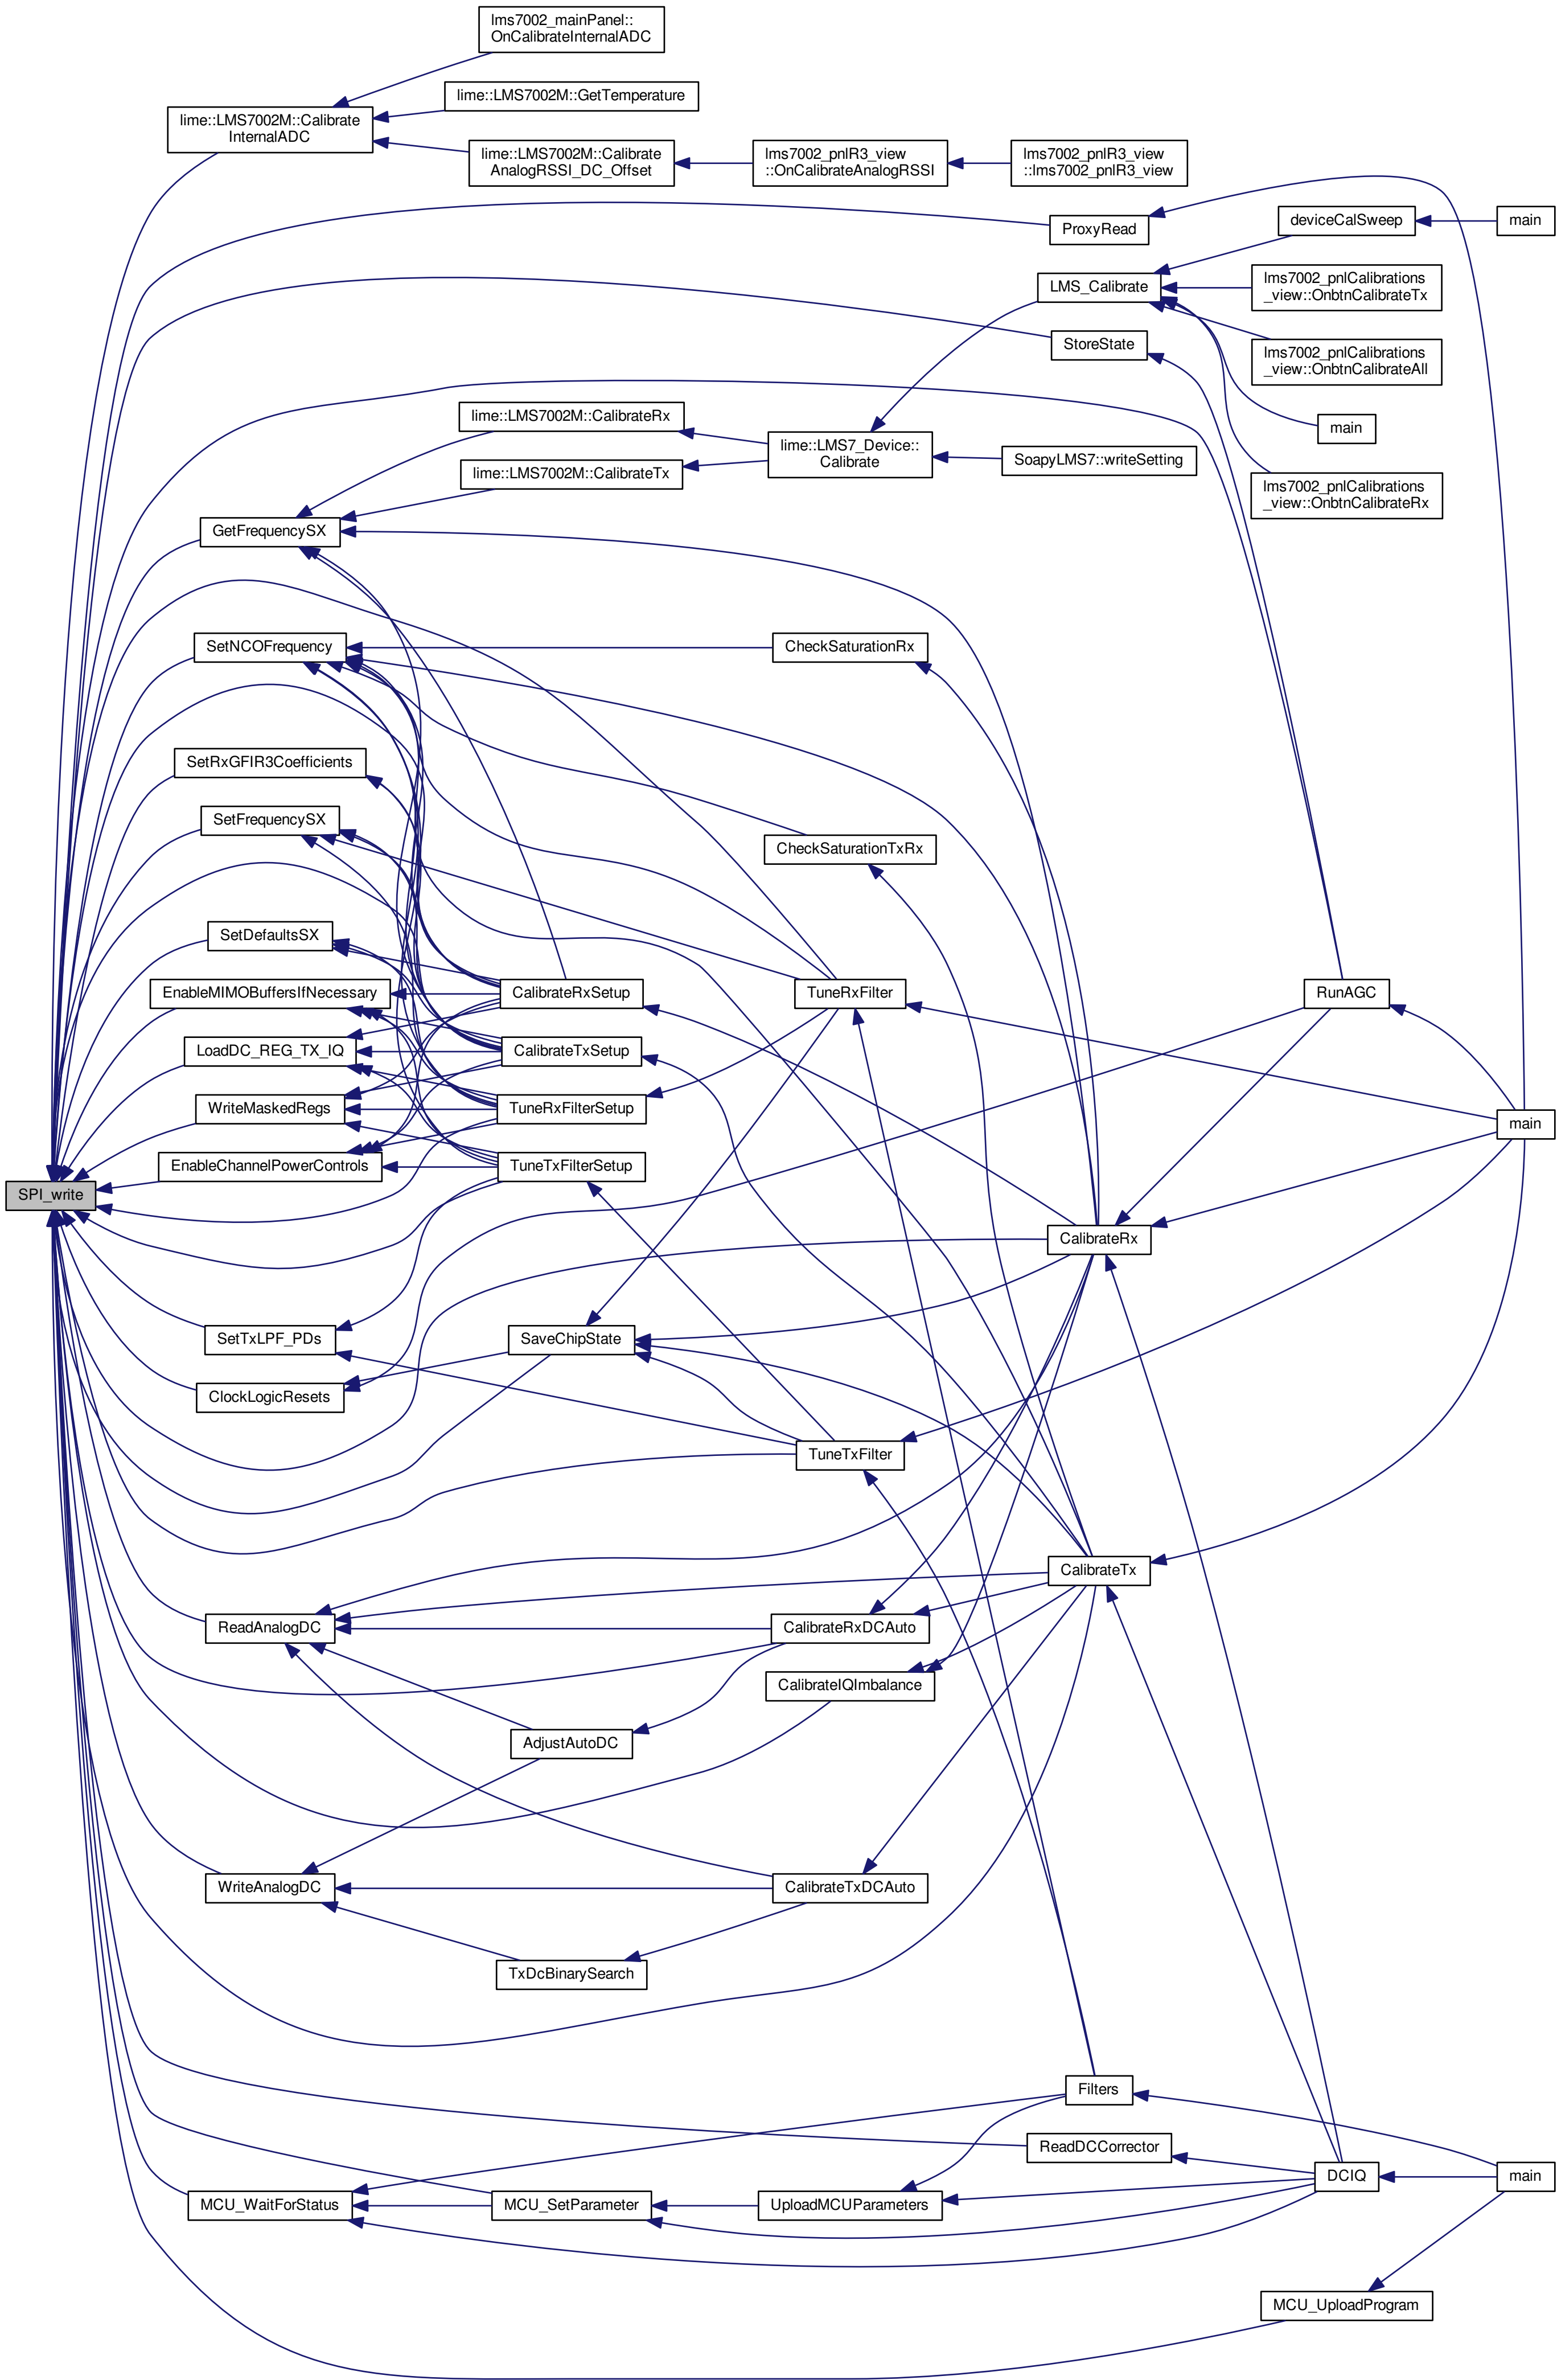 lms7002_mainPanel::
OnCalibrateInternalADC
lime::LMS7002M::GetTemperature
lime::LMS7002M::Calibrate
InternalADC
lime::LMS7002M::Calibrate
AnalogRSSI_DC_Offset
lms7002_pnlR3_view
::OnCalibrateAnalogRSSI
lms7002_pnlR3_view
::lms7002_pnlR3_view
ProxyRead
deviceCalSweep
main
LMS_Calibrate
lms7002_pnlCalibrations
_view::OnbtnCalibrateTx
StoreState
lms7002_pnlCalibrations
_view::OnbtnCalibrateAll
lime::LMS7002M::CalibrateRx
main
lime::LMS7_Device::
Calibrate
SoapyLMS7::writeSetting
lime::LMS7002M::CalibrateTx
lms7002_pnlCalibrations
_view::OnbtnCalibrateRx
GetFrequencySX
SetNCOFrequency
CheckSaturationRx
SetRxGFIR3Coefficients
SetFrequencySX
CheckSaturationTxRx
SetDefaultsSX
EnableMIMOBuffersIfNecessary
CalibrateRxSetup
TuneRxFilter
RunAGC
LoadDC_REG_TX_IQ
CalibrateTxSetup
WriteMaskedRegs
TuneRxFilterSetup
main
EnableChannelPowerControls
TuneTxFilterSetup
SPI_write
CalibrateRx
SetTxLPF_PDs
SaveChipState
ClockLogicResets
TuneTxFilter
CalibrateTx
ReadAnalogDC
CalibrateRxDCAuto
CalibrateIQImbalance
AdjustAutoDC
WriteAnalogDC
CalibrateTxDCAuto
TxDcBinarySearch
Filters
ReadDCCorrector
DCIQ
main
MCU_WaitForStatus
MCU_SetParameter
UploadMCUParameters
MCU_UploadProgram